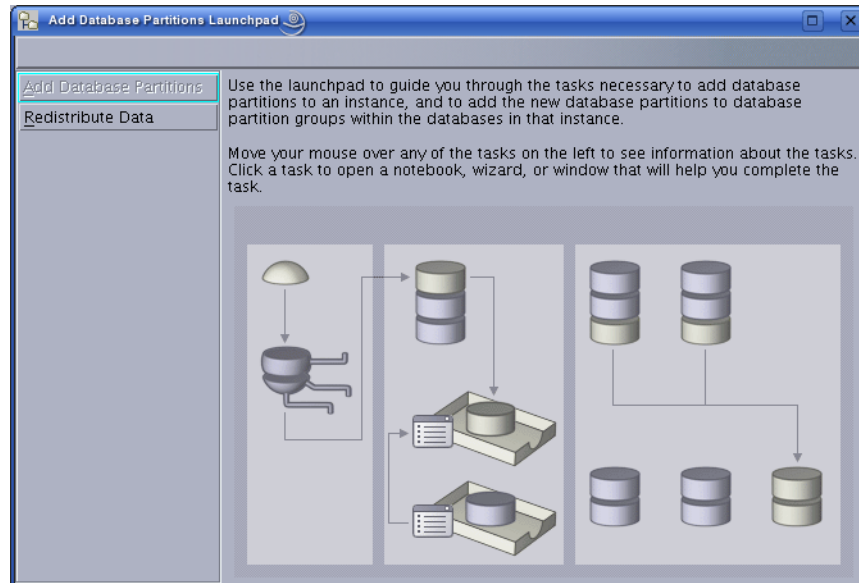 Add Database Partitions Launchpad
Add Database Partitions
Redistribute Data
Use the launchpad to guide you through the tasks necessary to add database
partitions to an instance, and to add the new database partitions to database
partition groups within the databases in that instance.
Move your mouse over any of the tasks on the left to see information about the tasks.
Click a task to open a notebook, wizard, or window that will help you complete the
task.